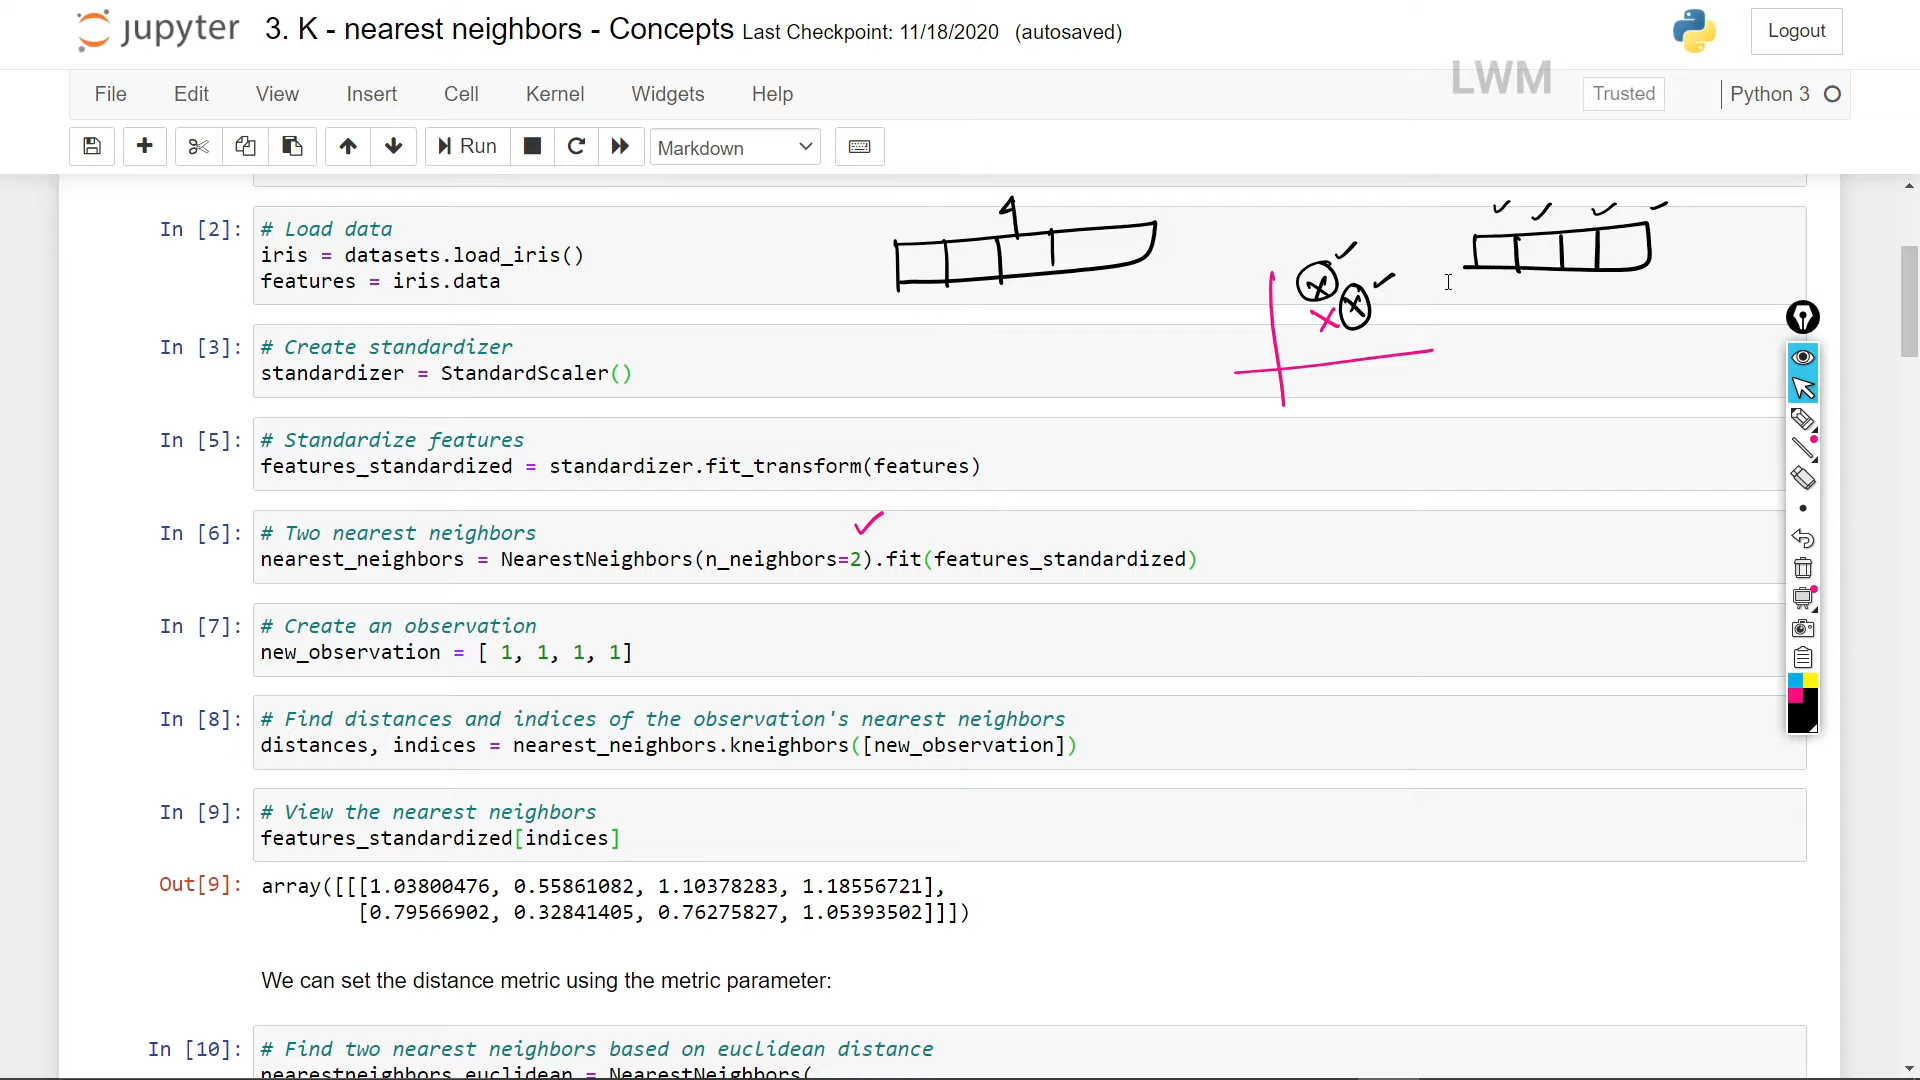 jupyter 3. K - nearest neighbors - Concepts Last Checkpoint: 11/18/2020 (autosaved)
Logout
LWM
File Edit View Insert Cell Kernel Widgets Help
Trusted Python 3
Run Markdown
In [2]: # Load data
iris = datasets.load_iris()
features = iris.data
4
In [3]: # Create standardizer
standardizer = StandardScaler()
In [5]: # Standardize features
features_standardized = standardizer.fit_transform(features)
In [6]: # Two nearest neighbors
nearest_neighbors = NearestNeighbors(n_neighbors=2).fit(features_standardized)
In [7]: # Create an observation
new_observation = [ 1, 1, 1, 1]
In [8]: # Find distances and indices of the observation's nearest neighbors
distances, indices = nearest_neighbors.kneighbors([new_observation])
In [9]: # View the nearest neighbors
features_standardized[indices]
Out[9]: array([[[1.03800476, 0.55861082, 1.10378283, 1.18556721],
[0.79566902, 0.32841405, 0.76275827, 1.05393502]]])
We can set the distance metric using the metric parameter:
In [10]: # Find two nearest neighbors based on euclidean distance
nearestneighbors_euclidean = NearestNeighbors(